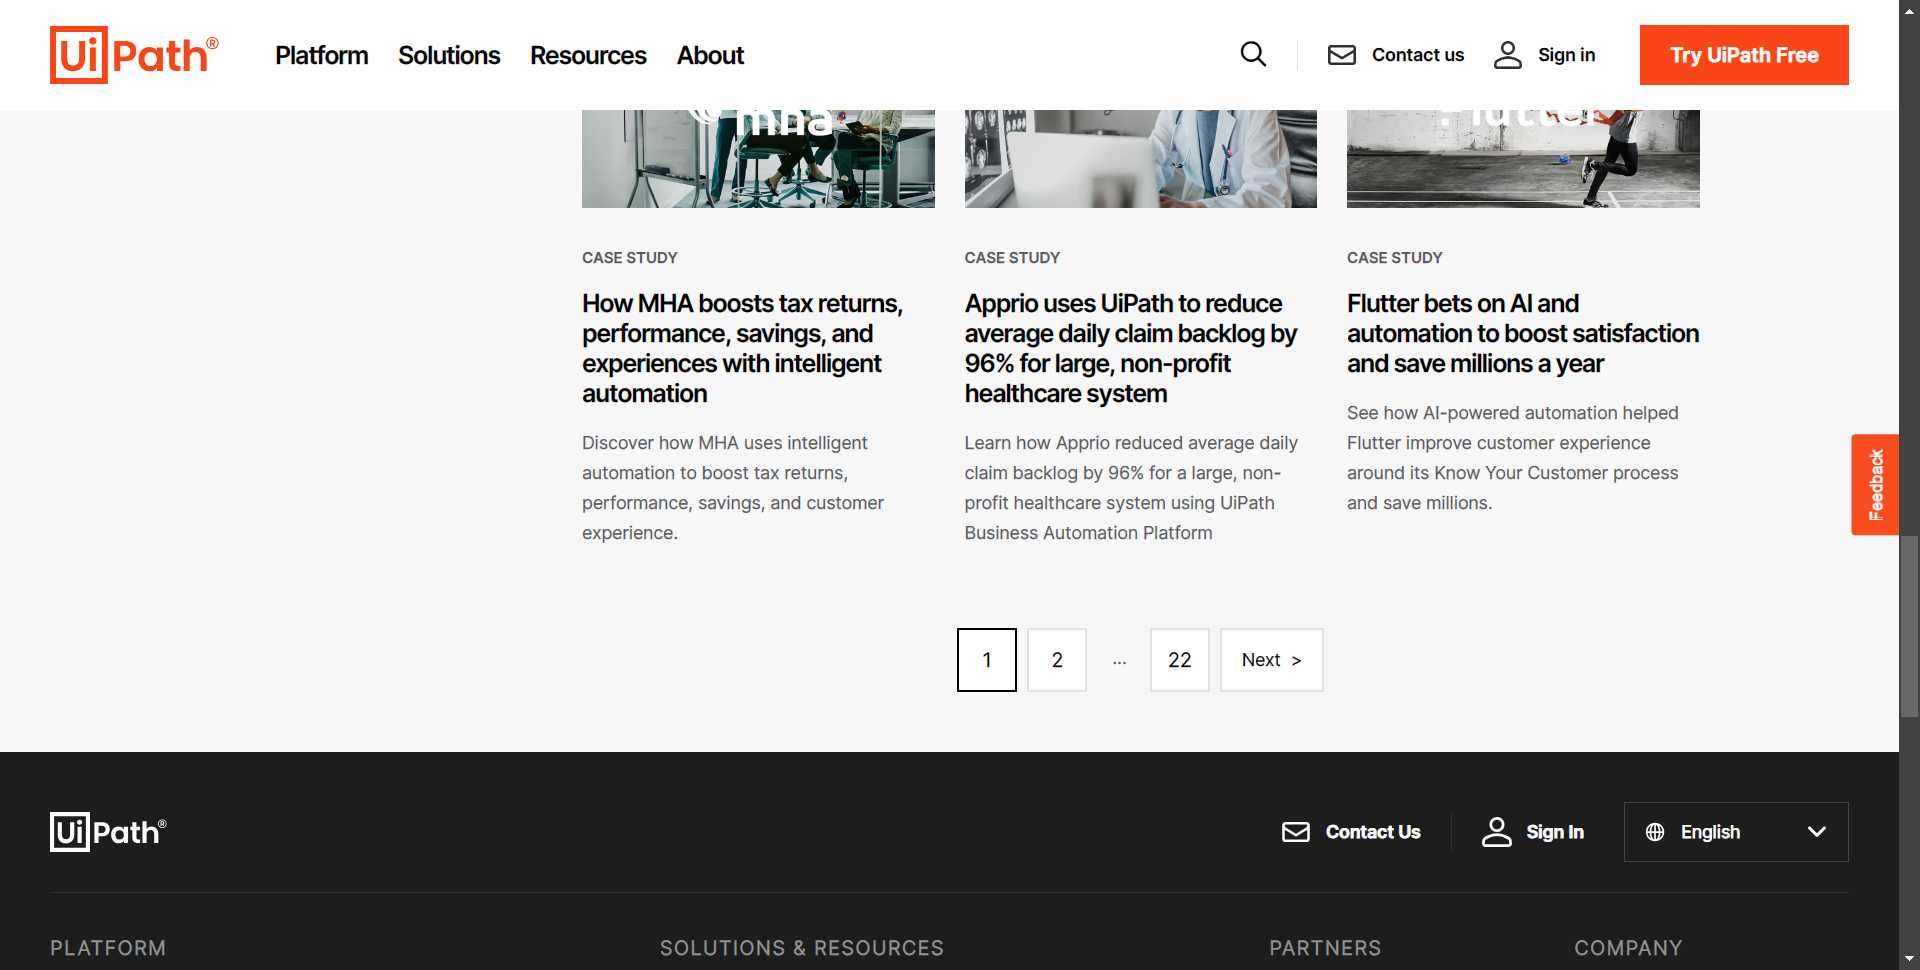 UiPath®
Platform
Solutions
Resources
About
Contact us
Sign in
Try UiPath Free
mha
Flutter
CASE STUDY
How MHA boosts tax returns,
performance, savings, and
experiences with intelligent
automation
Discover how MHA uses intelligent
automation to boost tax returns,
performance, savings, and customer
experience.
CASE STUDY
Apprio uses UiPath to reduce
average daily claim backlog by
96% for large, non-profit
healthcare system
Learn how Apprio reduced average daily
claim backlog by 96% for a large, non-
profit healthcare system using UiPath
Business Automation Platform
CASE STUDY
Flutter bets on AI and
automation to boost satisfaction
and save millions a year
See how AI-powered automation helped
Flutter improve customer experience
around its Know Your Customer process
and save millions.
Feedback
1
2
...
22
Next >
UiPath®
Contact Us
Sign In
English
PLATFORM
SOLUTIONS & RESOURCES
PARTNERS
COMPANY